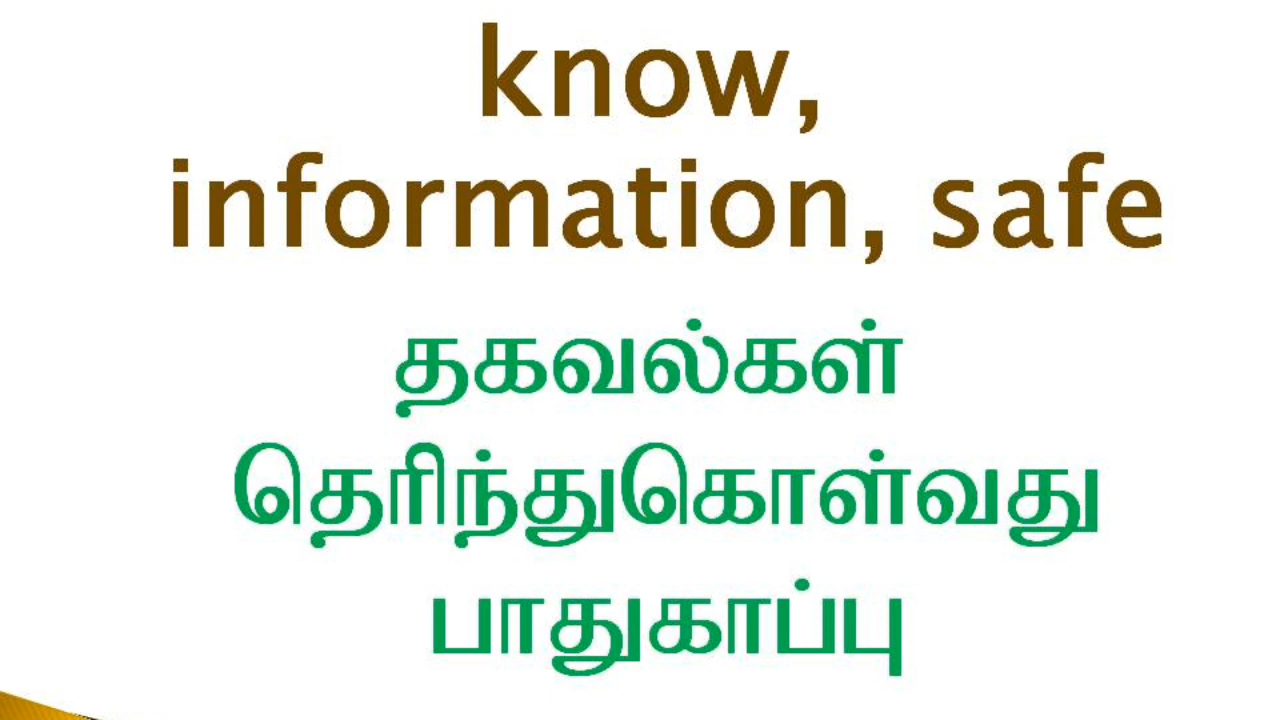 know,
information, safe
தகவல்கள்
தெரிந்துகொள்வது
பாதுகாப்பு